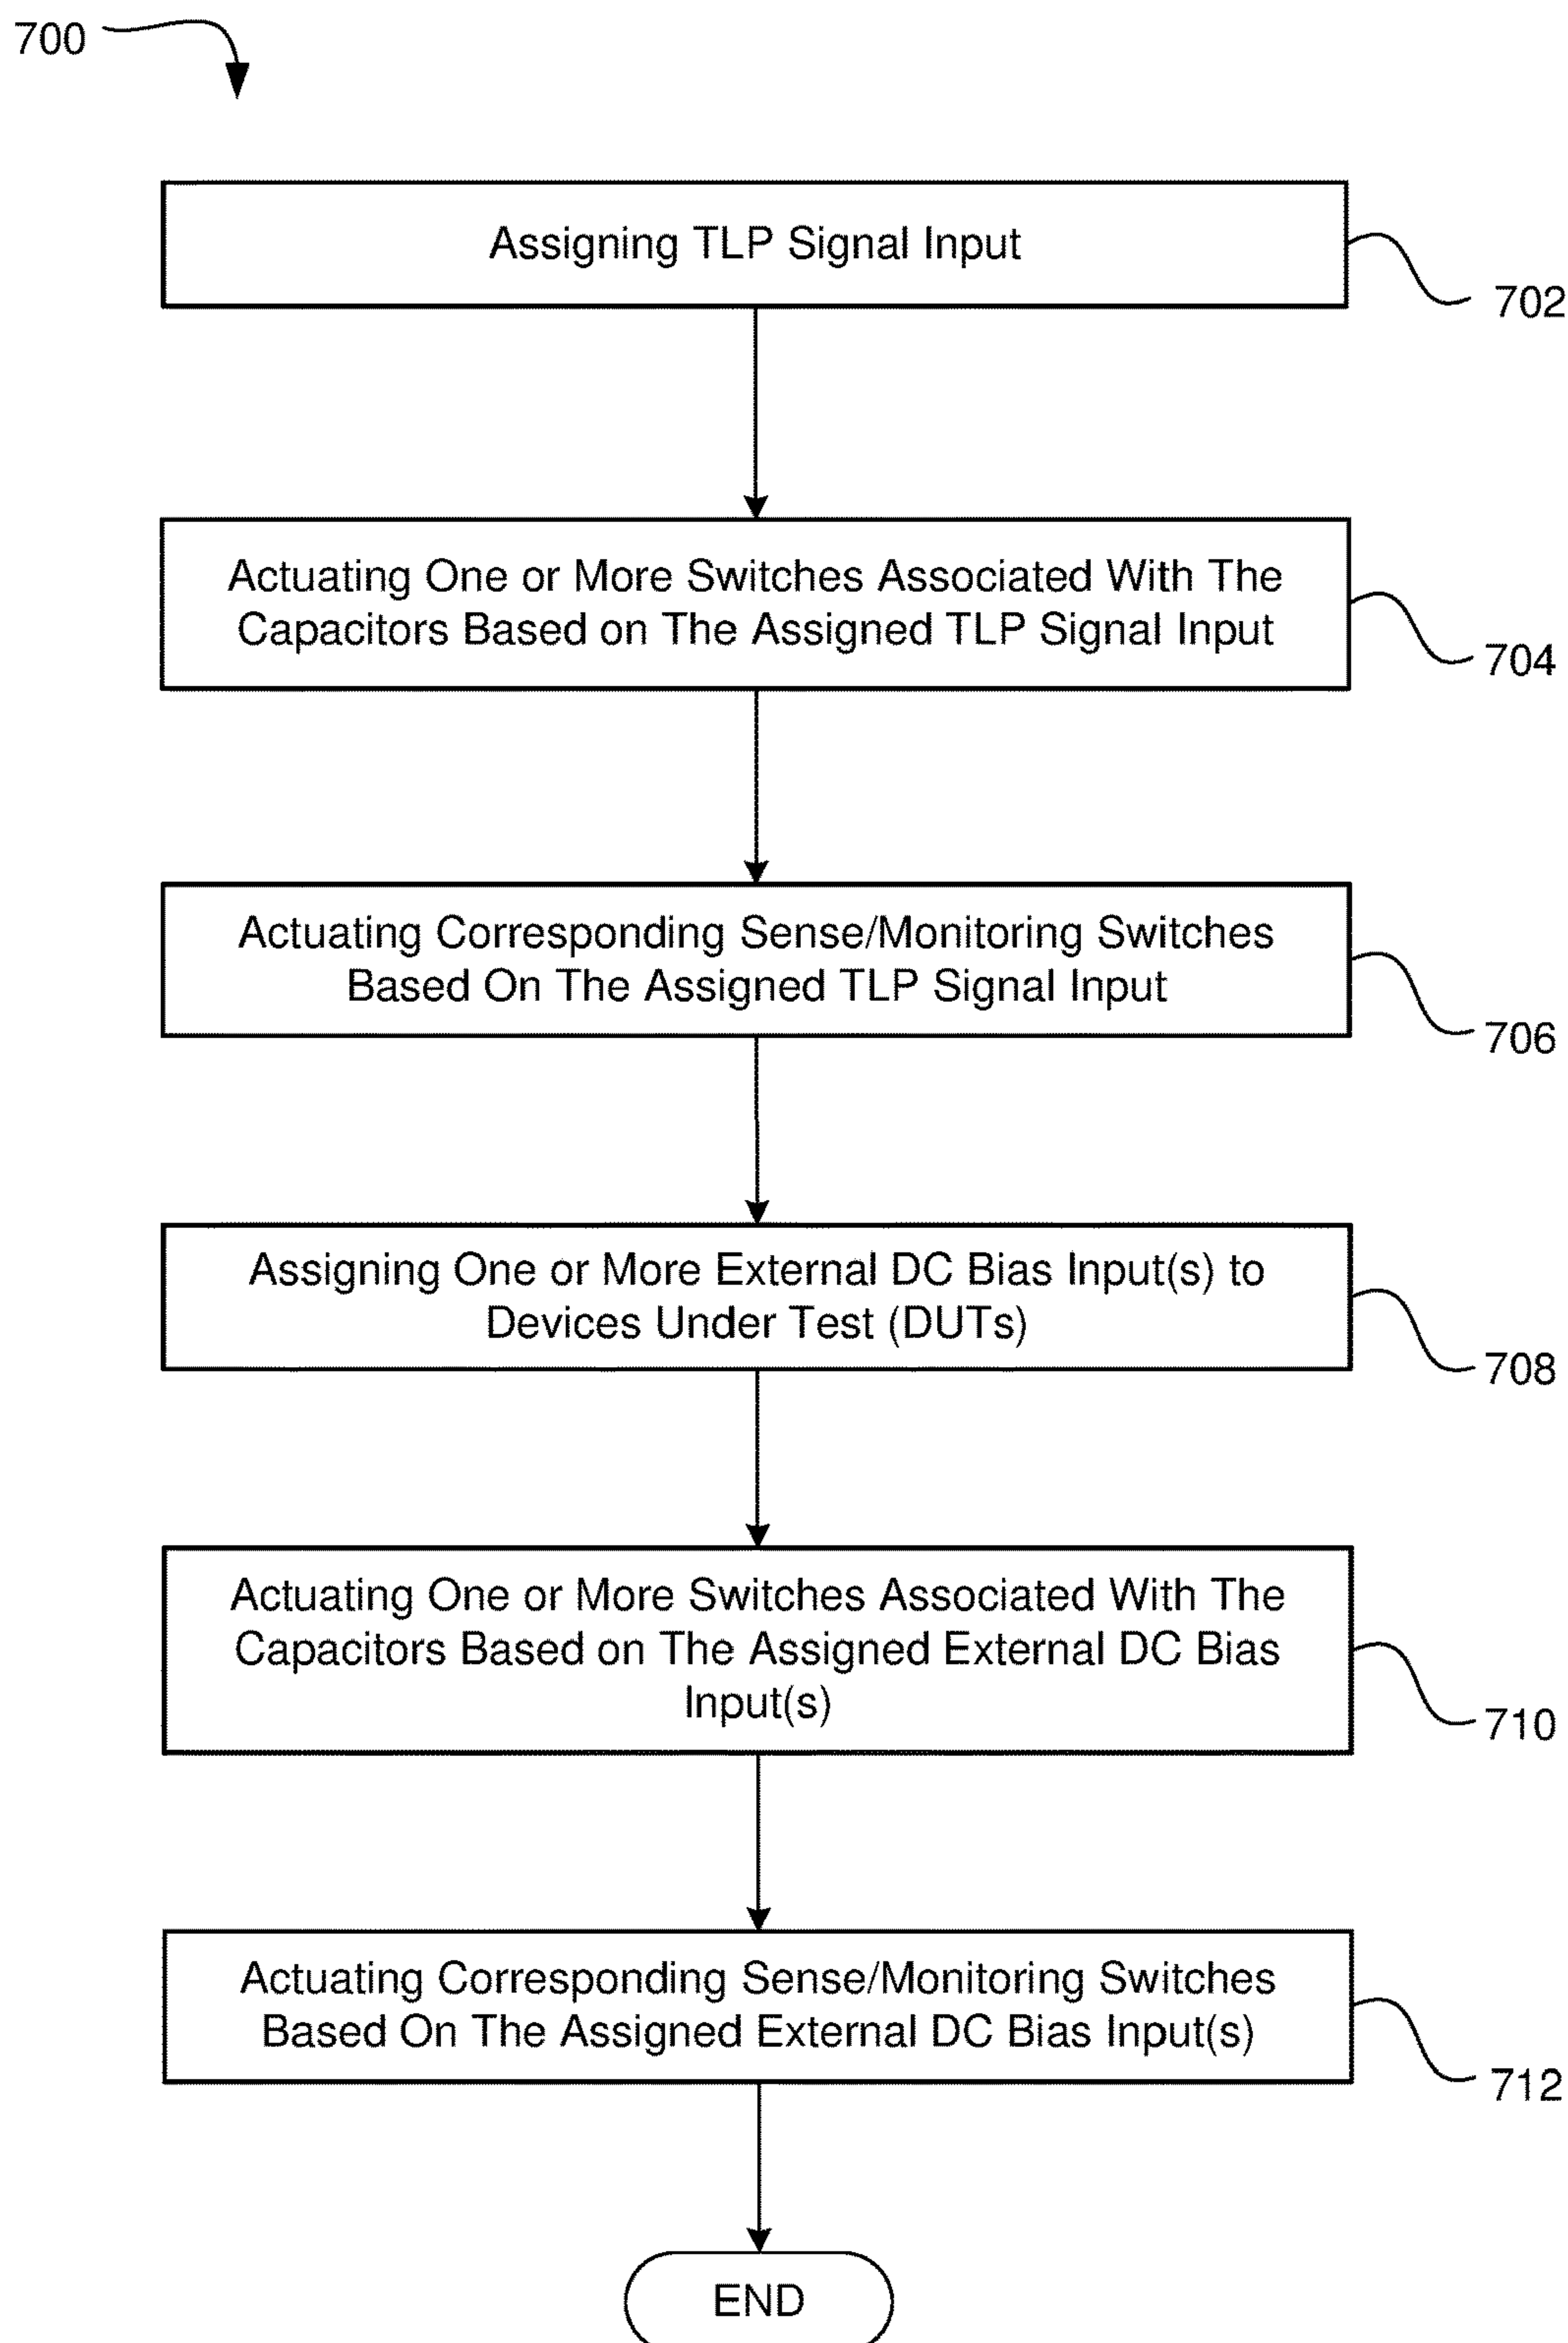 700
Assigning TLP Signal Input
702
Actuating One or More Switches Associated With The
Capacitors Based on The Assigned TLP Signal Input
704
Actuating Corresponding Sense/Monitoring Switches
Based On The Assigned TLP Signal Input
706
Assigning One or More External DC Bias Input(s) to
Devices Under Test (DUTs)
708
Actuating One or More Switches Associated With The
Capacitors Based on The Assigned External DC Bias
Input(s)
710
Actuating Corresponding Sense/Monitoring Switches
Based On The Assigned External DC Bias Input(s)
712
END